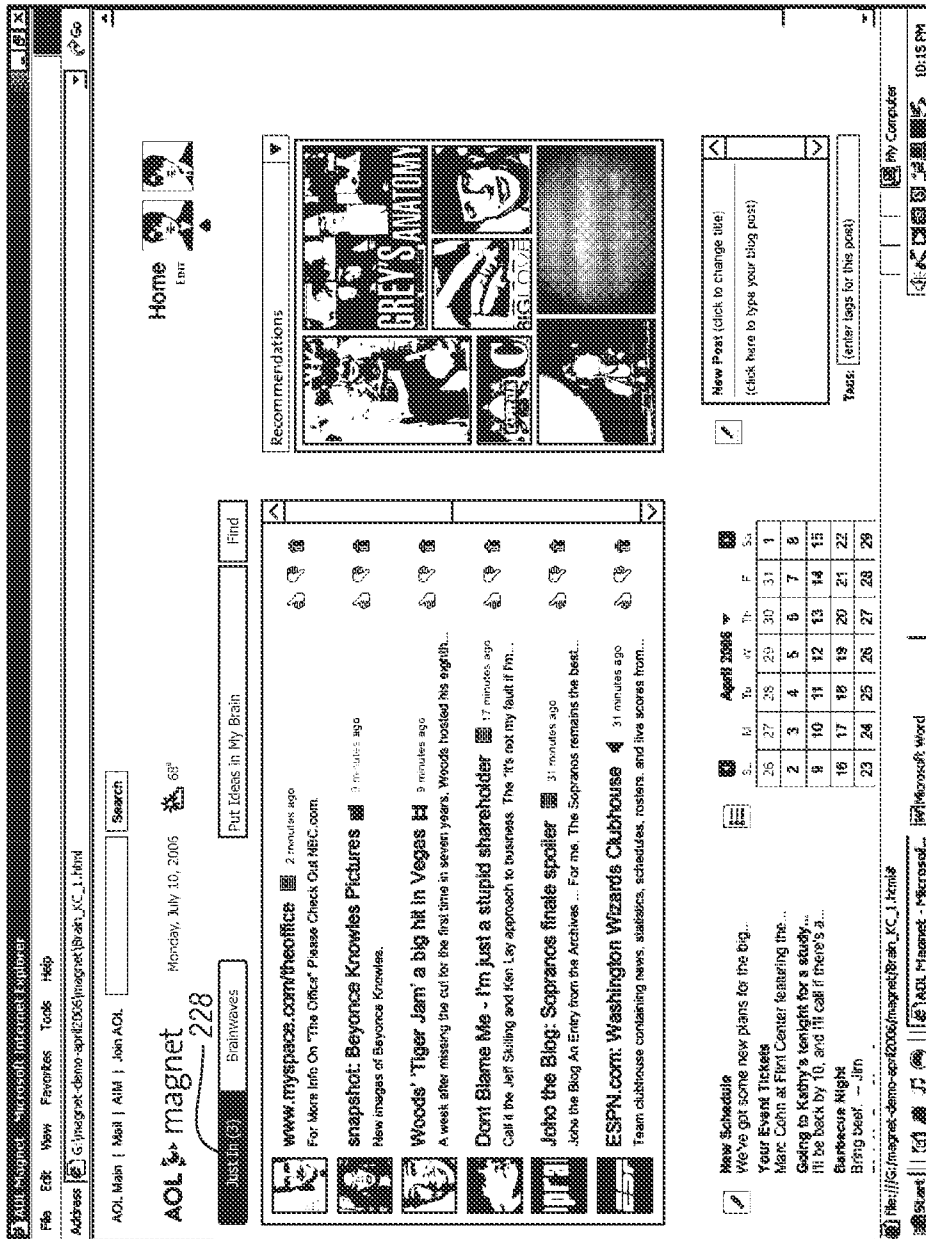 AOL Magnet - Microsoft Internet Explorer
File Edit View Favorites Tools Help
Address G:\megnet-demo-april2006\magnet\Brain_KC_1.html Go
AOL Main | Mail | AIM | Join AOL
Search
AOL magnet
Monday, July 10, 2006 68°
Home
EDIT
228
Brainwaves
Put Ideas in My Brain
Find
www.myspace.com/theoffice 2 minutes ago
For More Info On "The Office" Please Check Out NBC.com.
snapshot: Beyonce Knowles Pictures 9 minutes ago
New images of Beyonce Knowles.
Woods' 'Tiger Jam' a big hit in Vegas 9 minutes ago
A week after missing the cut for the first time in seven years, Woods hosted his eighth...
Dont Blame Me - I'm just a stupid shareholder 17 minutes ago
Call it the Jeff Skilling and Ken Lay approach to business. The "it's not my fault if I'm...
Joho the Blog: Sopranos finale spoiler 31 minutes ago
Joho the Blog An Entry from the Archives ... For me, The Sopranos remains the best...
ESPN.com: Washington Wizards Clubhouse 31 minutes ago
Team clubhouse containing news, statistics, schedules, rosters, and live scores from...
Recommendations
GREY'S ANATOMY
BIG LOVE
New Schedule
We've got some new plans for the big...
Your Event Tickets
Marc Cohn at Flint Center featuring the...
Going to Kathy's tonight for a study...
I'll be back by 10, and I'll call if there's a...
Barbecue Night
Bring beef. -- Jim
April 2006
S M Tu W Th F Sa
26 27 28 29 30 31 1
2 3 4 5 6 7 8
9 10 11 12 13 14 15
16 17 18 19 20 21 22
23 24 25 26 27 28 29
New Post (click to change title)
(click here to type your blog post)
TAGS: (enter tags for this post)
file:///G:/magnet-demo-april2006/magnet/Brain_KC_1.html#
My Computer
Start
AOL Magnet - Microsof...
Microsoft Word
10:15 PM